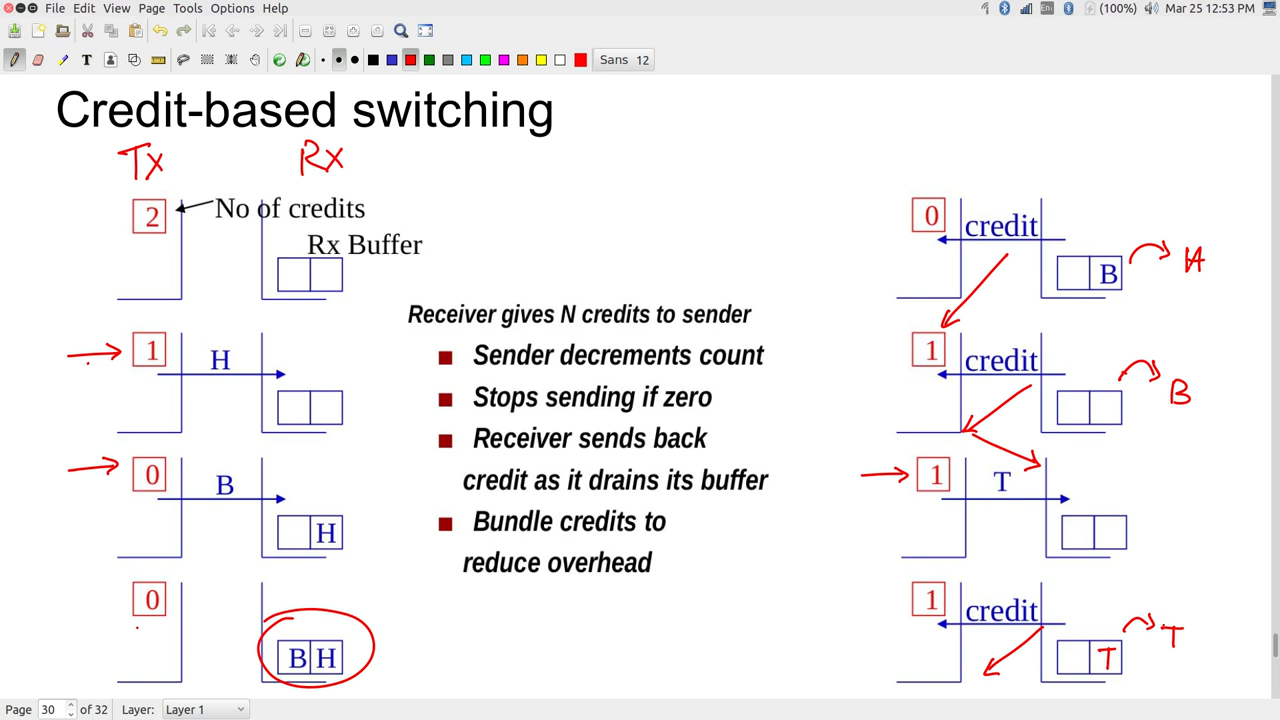 File Edit View Page Tools Options Help
En (100%) Mar 25 12:53 PM
T Sans 12
Credit-based switching
Tx Rx
2 No of credits
Rx Buffer
1 H
0 B
H
0
B H
Receiver gives N credits to sender
Sender decrements count
Stops sending if zero
Receiver sends back
credit as it drains its buffer
Bundle credits to
reduce overhead
0 credit
B H
1 credit
B
1 T
1 credit
T T
Page 30 of 32 Layer: Layer 1